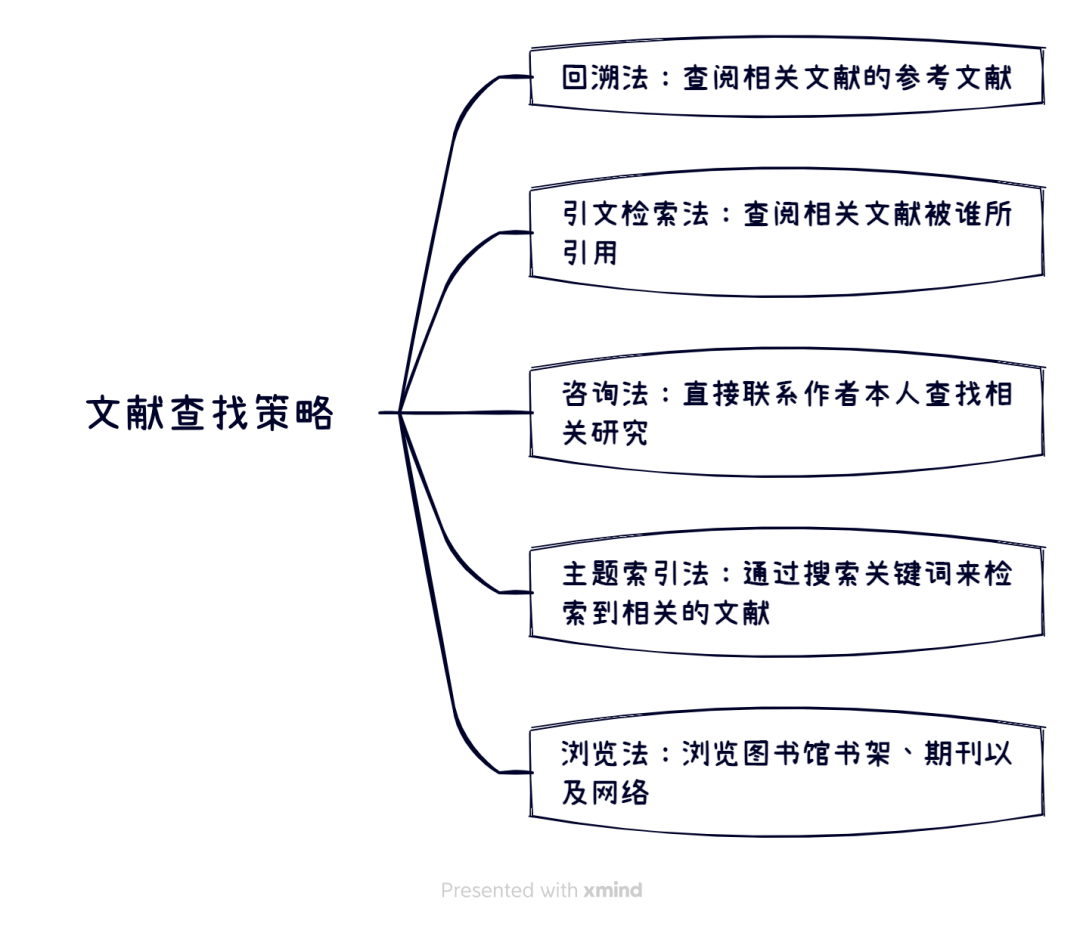 回溯法：查阅相关文献的参考文献
引文检索法：查阅相关文献被谁所
引用
咨询法：直接联系作者本人查找相
关研究
文献查找策略
主题索引法：通过搜索关键词来检
索到相关的文献
浏览法：浏览图书馆书架、期刊以
及网络
Presented with xmind